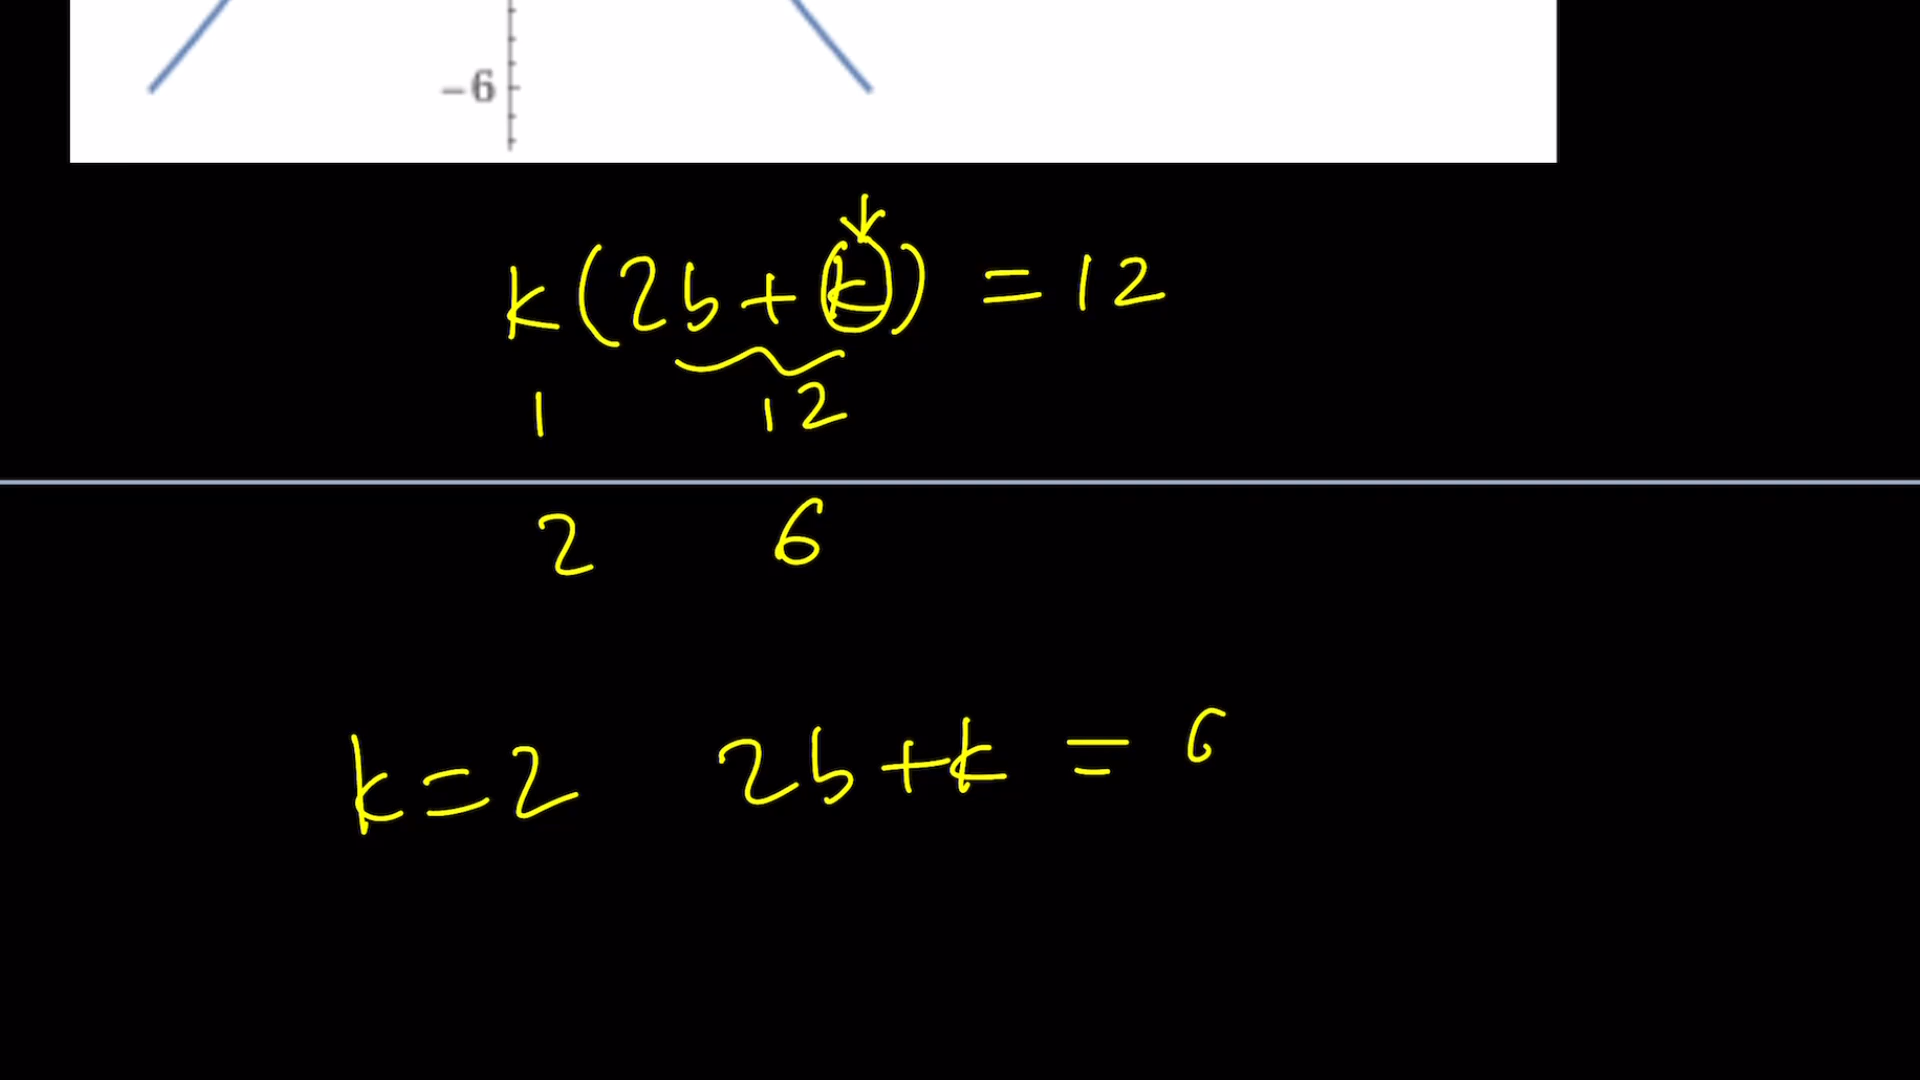 −6
k(2b+k) = 12
1 12
2 6
k=2 2b+k = 6